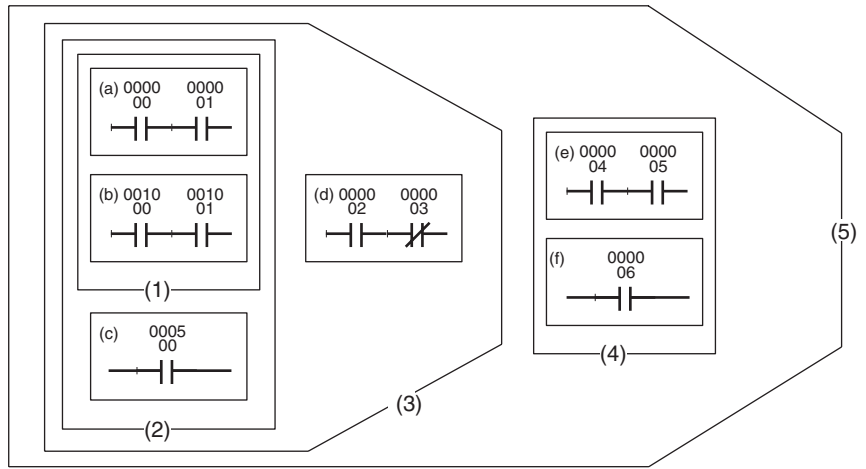 (a) 0000 0000
00 01
(b) 0010 0010
00 01
(1)
(c) 0005
00
(2)
(d) 0000 0000
02 03
(3)
(e) 0000 0000
04 05
(f) 0000
06
(4)
(5)